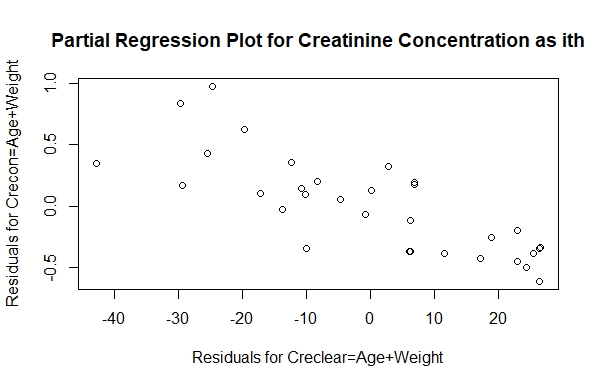 Partial Regression Plot for Creatinine Concentration as ith
Residuals for Crecon=Age+Weight
1.0
0.5
0.0
-0.5
-40 -30 -20 -10 0 10 20
Residuals for Creclear=Age+Weight